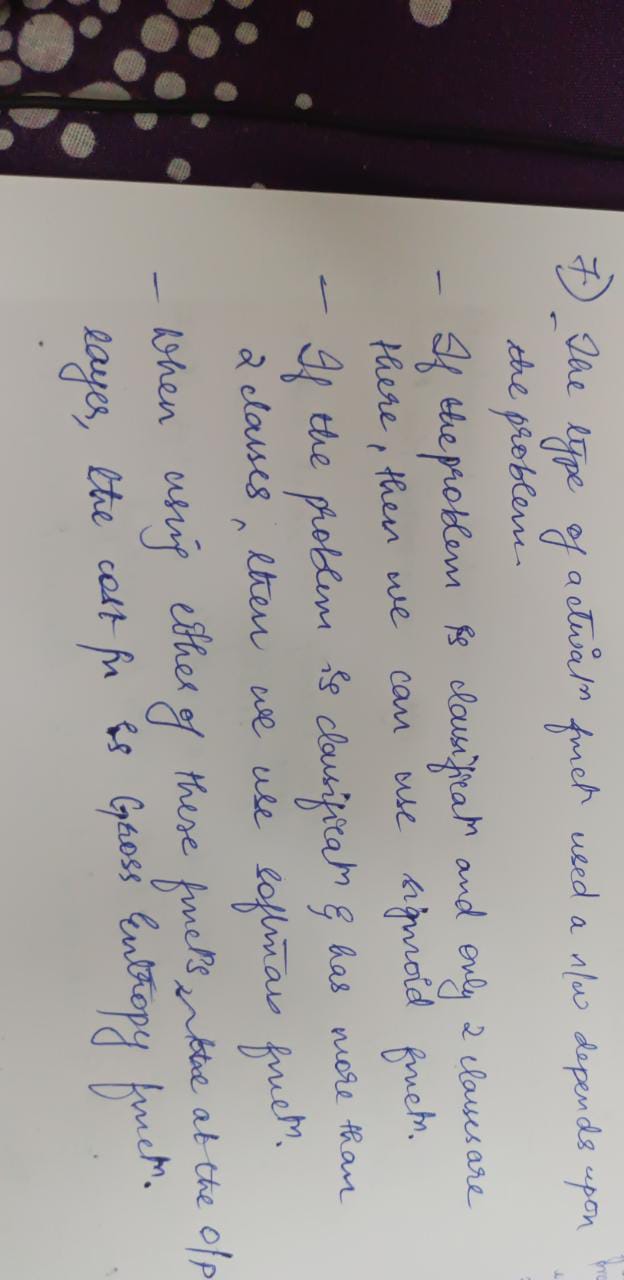 7) The type of activatn funct used a n/w depends upon
the problem.
- If the problem is classificatn and only 2 classes are
there, then we can use sigmoid functn.
- If the problem is classificatn & has more than
2 classes, then we use softmax functn.
- When using either of these functs, at the o/p
layer, the cost fn is Cross Entropy functn.